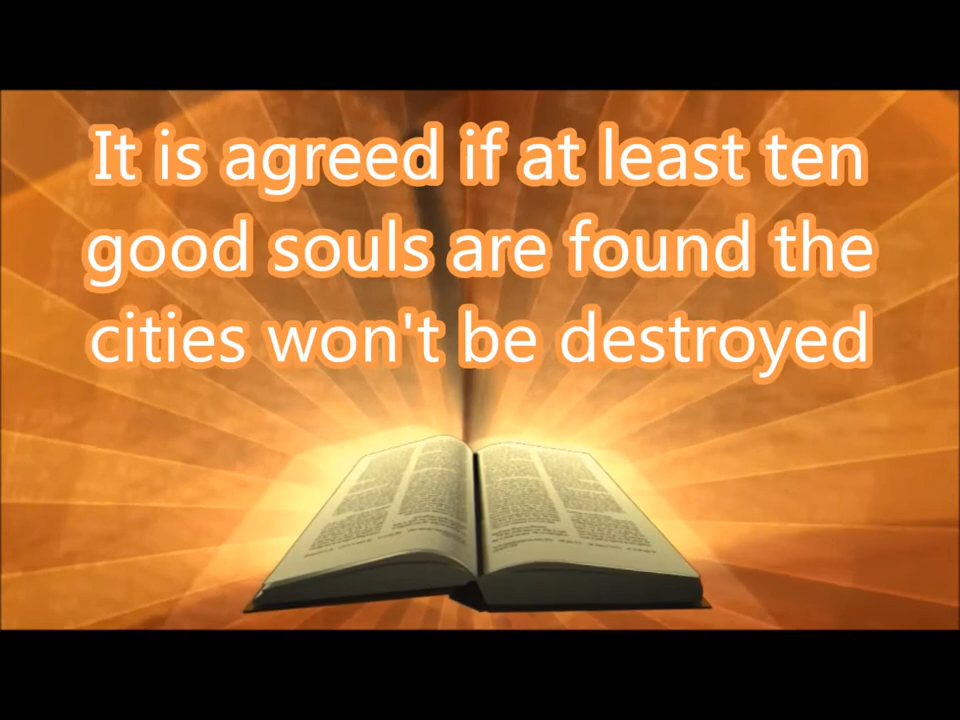 It is agreed if at least ten
good souls are found the
cities won't be destroyed